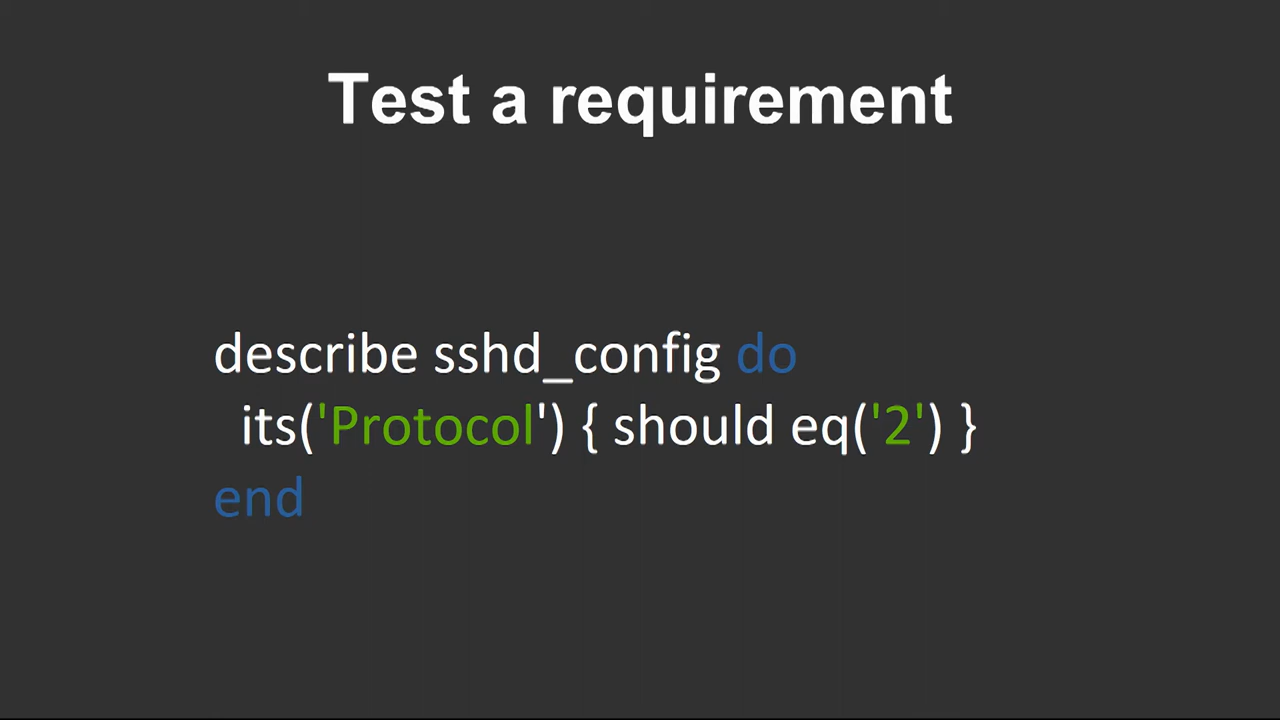 Test a requirement
describe sshd_config do
its('Protocol') { should eq('2') }
end